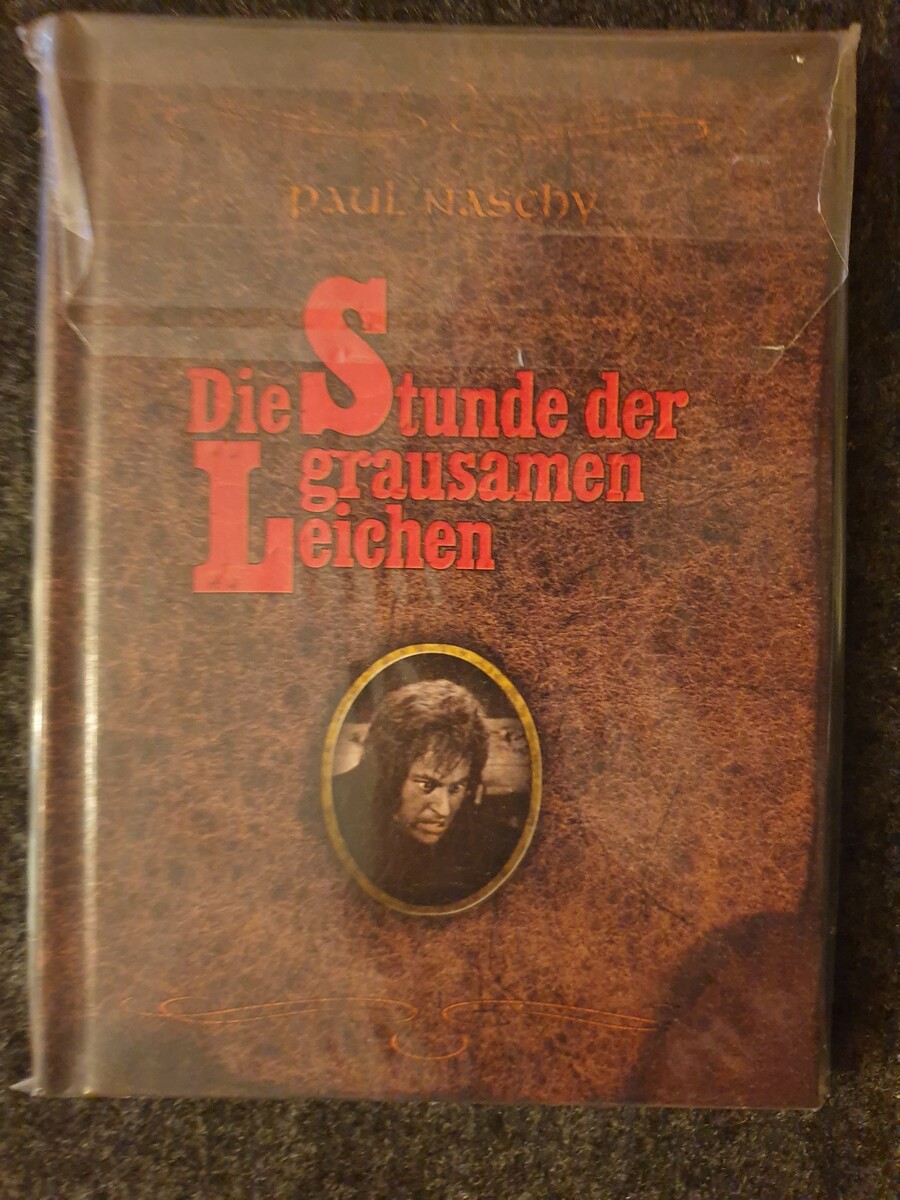 PAUL NASCHY
Die Stunde der
grausamen
Leichen